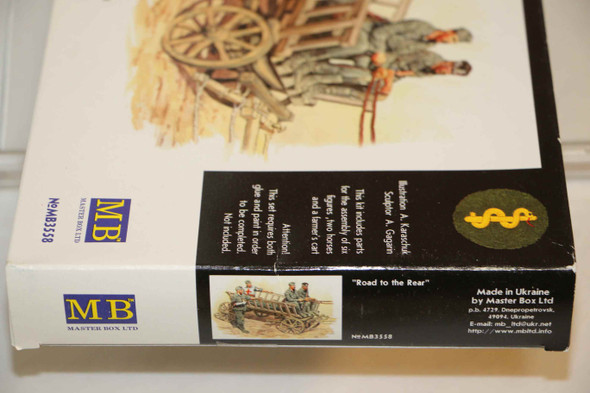 Illustration A. Karaschuk
Sculptor A. Gagarin
This kit includes parts
for the assembly of six
figures ,two horses
and a farmer's cart
Attention!
This set requires both
glue and paint in order
to be completed.
Not included.
MB™
MASTER BOX LTD
№MB3558
MB™
MASTER BOX LTD
"Road to the Rear"
№MB3558
Made in Ukraine
by Master Box Ltd
p.b. 4729, Dnepropetrovsk,
49094, Ukraine
E-mail: mb_ltd@ukr.net
http://www.mbltd.info